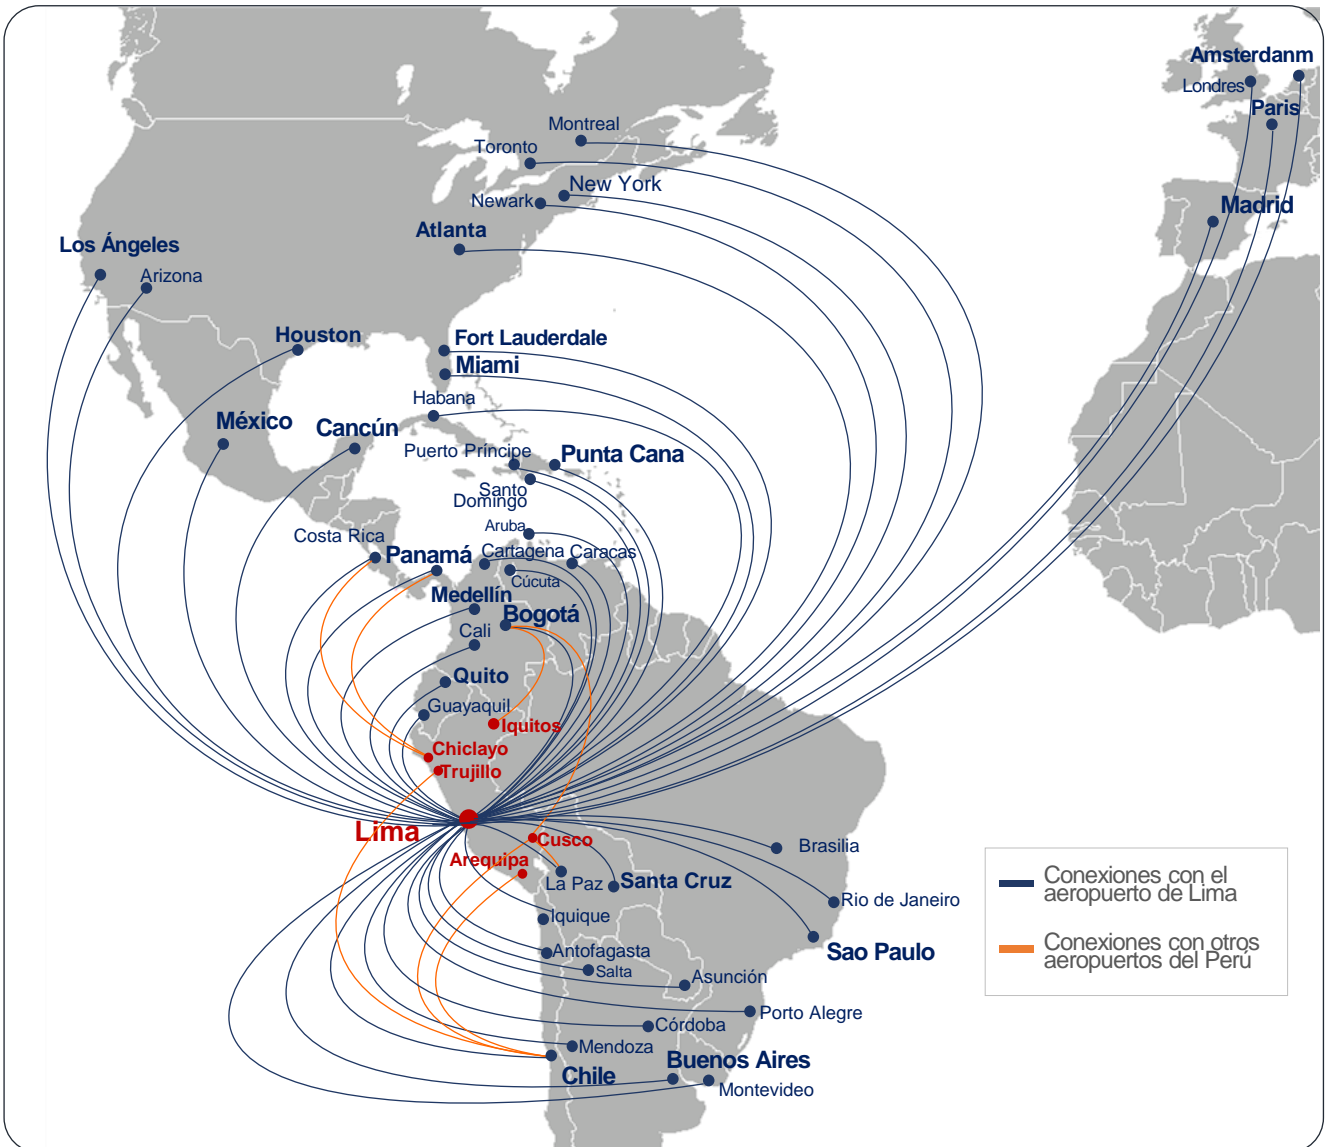 Amsterdanm
Londres
Paris
Montreal
Toronto
New York
Newark
Madrid
Atlanta
Los Ángeles
Arizona
Houston
Fort Lauderdale
Miami
Habana
México
Cancún
Puerto Príncipe
Punta Cana
Santo
Domingo
Aruba
Costa Rica
Panamá
Cartagena
Caracas
Cúcuta
Medellín
Bogotá
Cali
Quito
Guayaquil
Iquitos
Chiclayo
Trujillo
Lima
Cusco
Brasilia
Arequipa
La Paz
Santa Cruz
Rio de Janeiro
Iquique
Sao Paulo
Antofagasta
Salta
Asunción
Porto Alegre
Córdoba
Mendoza
Buenos Aires
Chile
Montevideo
Conexiones con el
aeropuerto de Lima
Conexiones con otros
aeropuertos del Perú